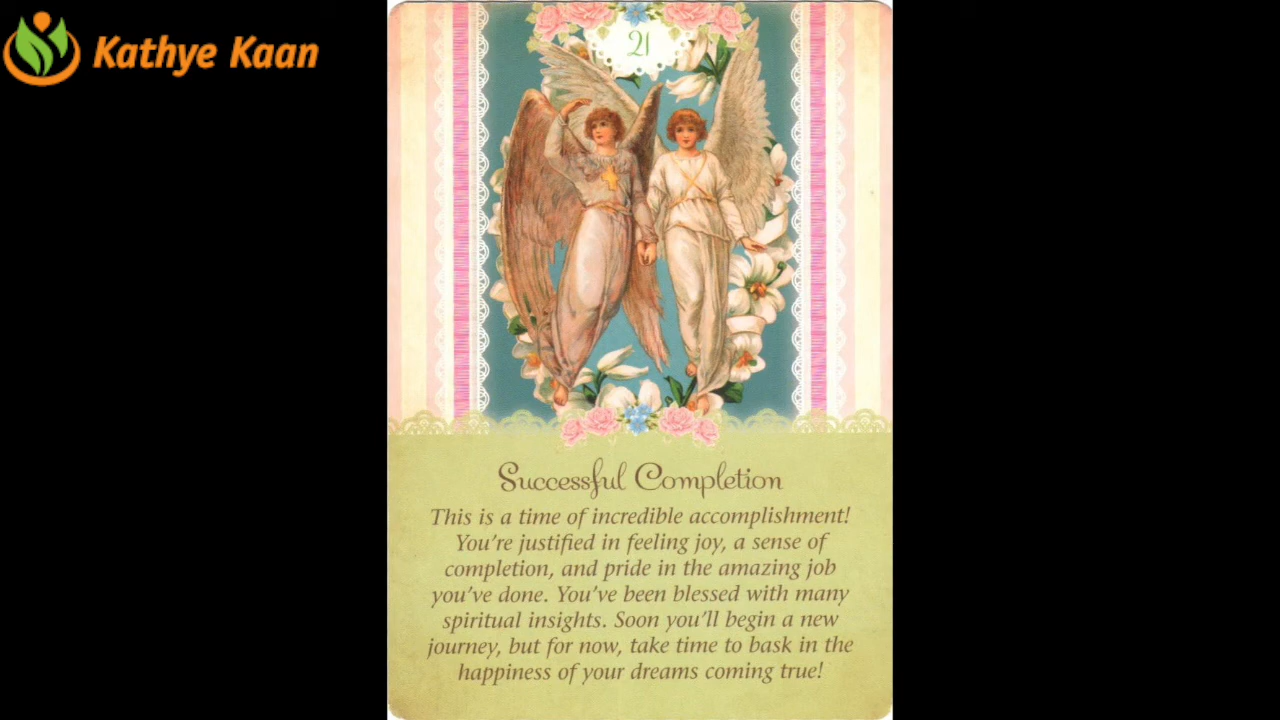 Kathye Kaan
21
Successful Completion
This is a time of incredible accomplishment!
You're justified in feeling joy, a sense of
completion, and pride in the amazing job
you've done. You've been blessed with many
spiritual insights. Soon you'll begin a new
journey, but for now, take time to bask in the
happiness of your dreams coming true!